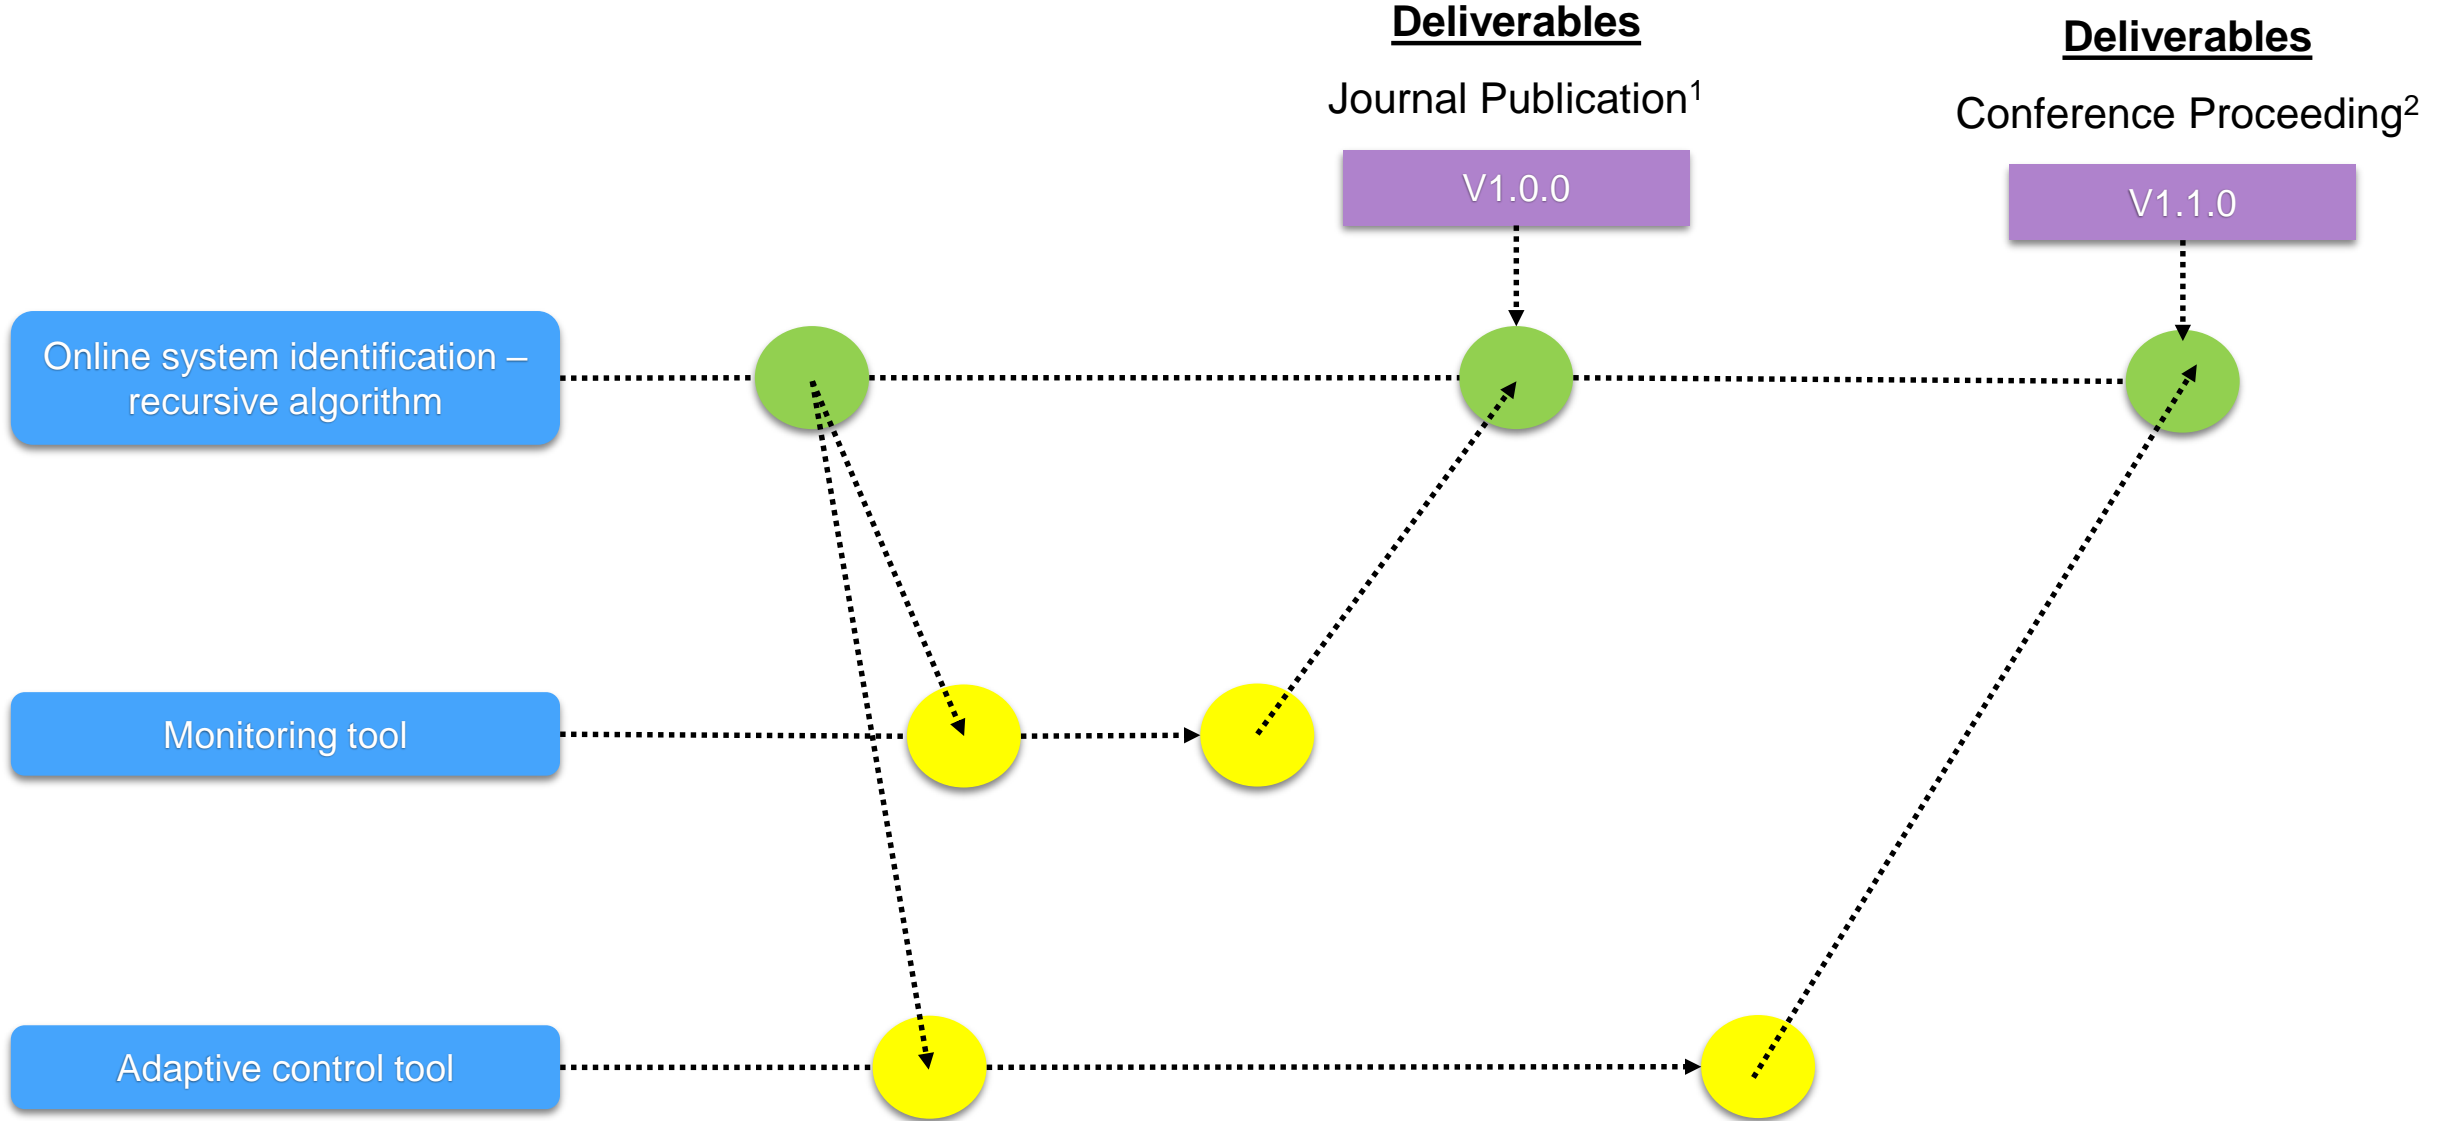 Deliverables
Journal Publication¹
V1.0.0
Deliverables
Conference Proceeding²
V1.1.0
Online system identification –
recursive algorithm
Monitoring tool
Adaptive control tool